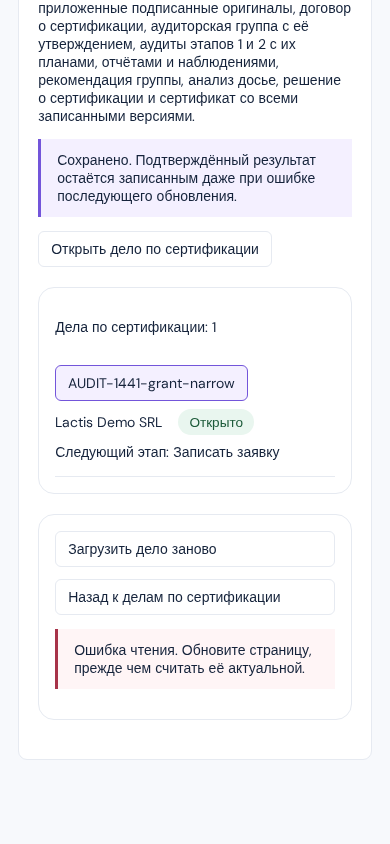 приложенные подписанные оригиналы, договор
о сертификации, аудиторская группа с её
утверждением, аудиты этапов 1 и 2 с их
планами, отчётами и наблюдениями,
рекомендация группы, анализ досье, решение
о сертификации и сертификат со всеми
записанными версиями.
Сохранено. Подтверждённый результат
остаётся записанным даже при ошибке
последующего обновления.
Открыть дело по сертификации
Дела по сертификации: 1
AUDIT-1441-grant-narrow
Lactis Demo SRL Открыто
Следующий этап: Записать заявку
Загрузить дело заново
Назад к делам по сертификации
Ошибка чтения. Обновите страницу,
прежде чем считать её актуальной.